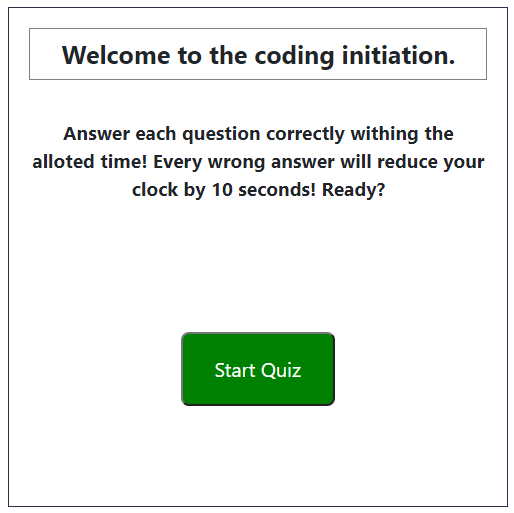 Welcome to the coding initiation.
Answer each question correctly withing the
alloted time! Every wrong answer will reduce your
clock by 10 seconds! Ready?
Start Quiz